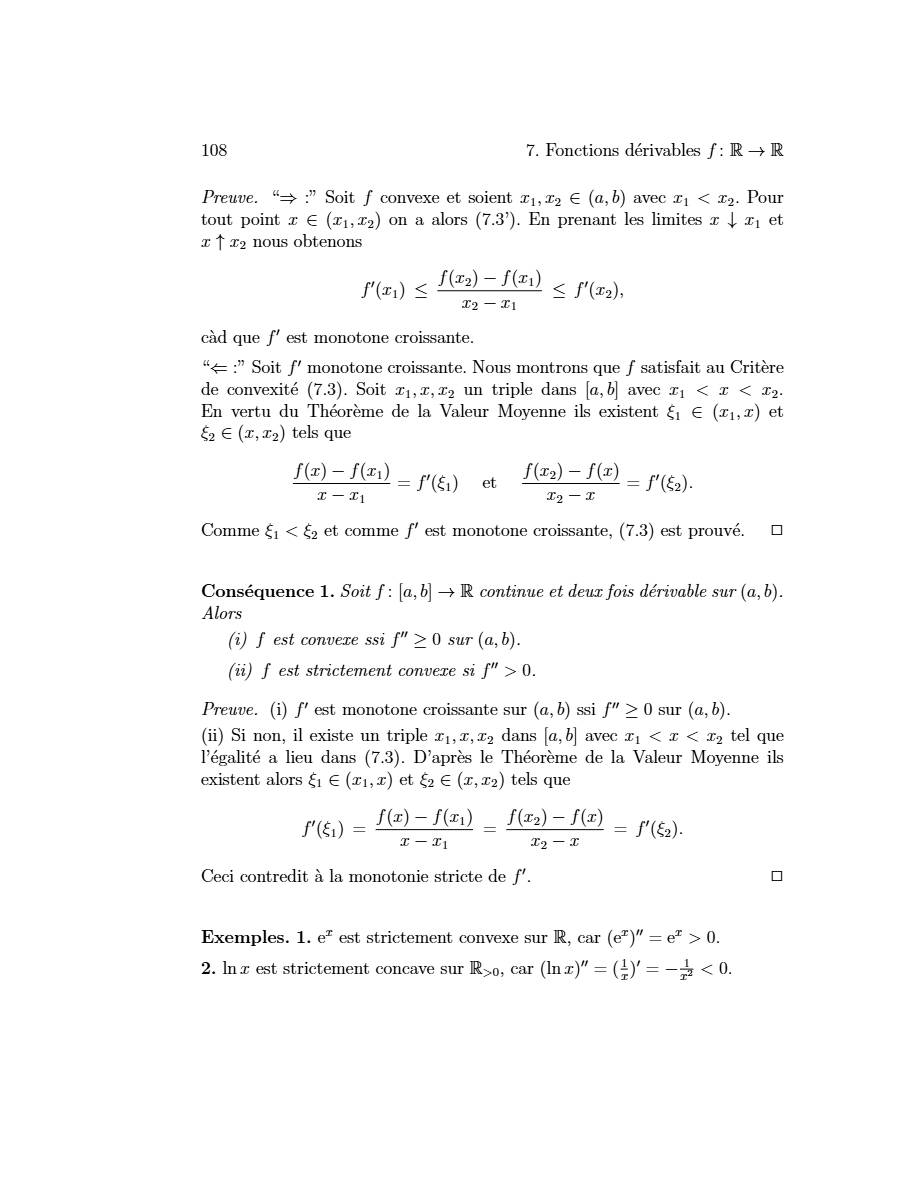 108 7. Fonctions dérivables f : ℝ → ℝ
Preuve. “⇒ :” Soit f convexe et soient x₁, x₂ ∈ (a, b) avec x₁ < x₂. Pour
tout point x ∈ (x₁, x₂) on a alors (7.3’). En prenant les limites x ↓ x₁ et
x ↑ x₂ nous obtenons
f′(x₁) ≤ (f(x₂) − f(x₁))/(x₂ − x₁) ≤ f′(x₂),
càd que f′ est monotone croissante.
“⇐ :” Soit f′ monotone croissante. Nous montrons que f satisfait au Critère
de convexité (7.3). Soit x₁, x, x₂ un triple dans [a, b] avec x₁ < x < x₂.
En vertu du Théorème de la Valeur Moyenne ils existent ξ₁ ∈ (x₁, x) et
ξ₂ ∈ (x, x₂) tels que
(f(x) − f(x₁))/(x − x₁) = f′(ξ₁) et (f(x₂) − f(x))/(x₂ − x) = f′(ξ₂).
Comme ξ₁ < ξ₂ et comme f′ est monotone croissante, (7.3) est prouvé. □
Conséquence 1. Soit f : [a, b] → ℝ continue et deux fois dérivable sur (a, b).
Alors
(i) f est convexe ssi f″ ≥ 0 sur (a, b).
(ii) f est strictement convexe si f″ > 0.
Preuve. (i) f′ est monotone croissante sur (a, b) ssi f″ ≥ 0 sur (a, b).
(ii) Si non, il existe un triple x₁, x, x₂ dans [a, b] avec x₁ < x < x₂ tel que
l’égalité a lieu dans (7.3). D’après le Théorème de la Valeur Moyenne ils
existent alors ξ₁ ∈ (x₁, x) et ξ₂ ∈ (x, x₂) tels que
f′(ξ₁) = (f(x) − f(x₁))/(x − x₁) = (f(x₂) − f(x))/(x₂ − x) = f′(ξ₂).
Ceci contredit à la monotonie stricte de f′. □
Exemples. 1. eˣ est strictement convexe sur ℝ, car (eˣ)″ = eˣ > 0.
2. ln x est strictement concave sur ℝ>0, car (ln x)″ = (1/x)′ = −1/x² < 0.